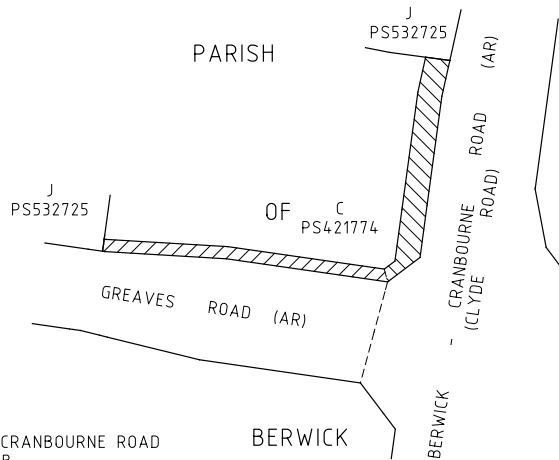 J
PS532725
PARISH
J
PS532725
OF
C
PS421774
GREAVES ROAD (AR)
BERWICK - CRANBOURNE ROAD (AR)
(CLYDE ROAD)
CRANBOURNE ROAD
BERWICK